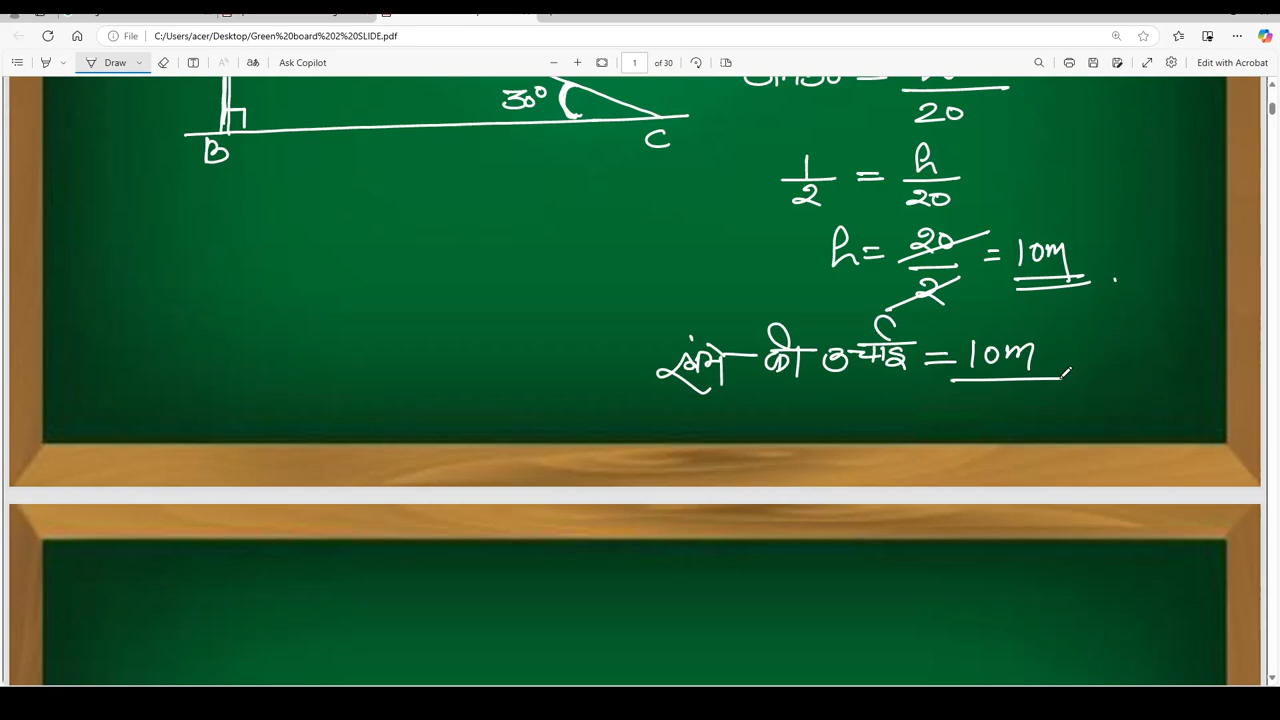 File C:/Users/acer/Desktop/Green%20board%202%20SLIDE.pdf
Draw Ask Copilot 1 of 30 Edit with Acrobat
30°
B
C
20
1/2 = h/20
h = 20/2 = 10m
खंभे की उचाई = 10m